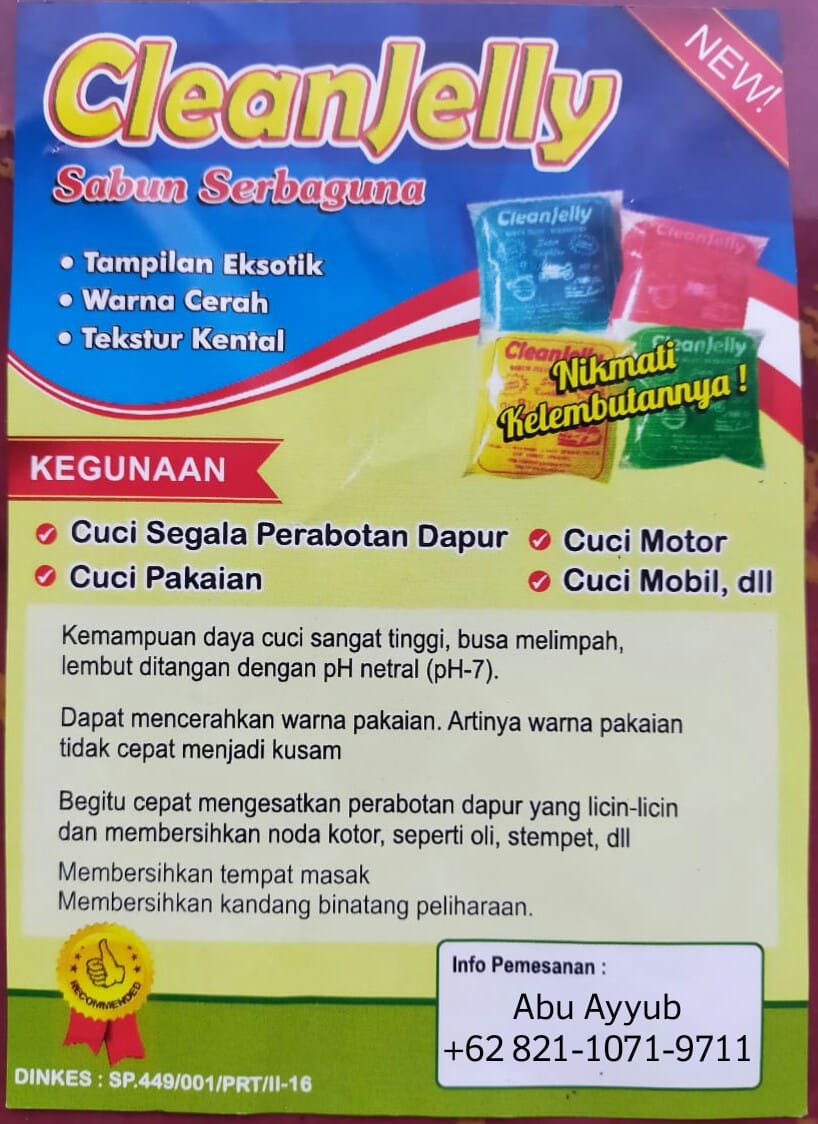 CleanJelly
NEW!
Sabun Serbaguna
• Tampilan Eksotik
• Warna Cerah
• Tekstur Kental
CleanJelly
CleanJelly
CleanJelly
CleanJelly
Nikmati
Kelembutannya !
KEGUNAAN
Cuci Segala Perabotan Dapur
Cuci Motor
Cuci Pakaian
Cuci Mobil, dll
Kemampuan daya cuci sangat tinggi, busa melimpah,
lembut ditangan dengan pH netral (pH-7).
Dapat mencerahkan warna pakaian. Artinya warna pakaian
tidak cepat menjadi kusam
Begitu cepat mengesatkan perabotan dapur yang licin-licin
dan membersihkan noda kotor, seperti oli, stempet, dll
Membersihkan tempat masak
Membersihkan kandang binatang peliharaan.
RECOMMENDED
Info Pemesanan :
Abu Ayyub
+62 821-1071-9711
DINKES : SP.449/001/PRT/II-16